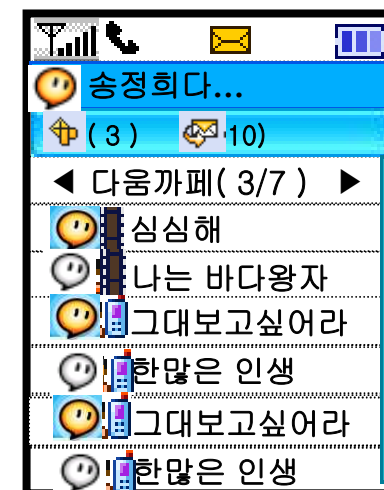 송정희다...
( 3 ) 10)
◀ 다움까페( 3/7 ) ▶
심심해
나는 바다왕자
그대보고싶어라
한많은 인생
그대보고싶어라
한많은 인생